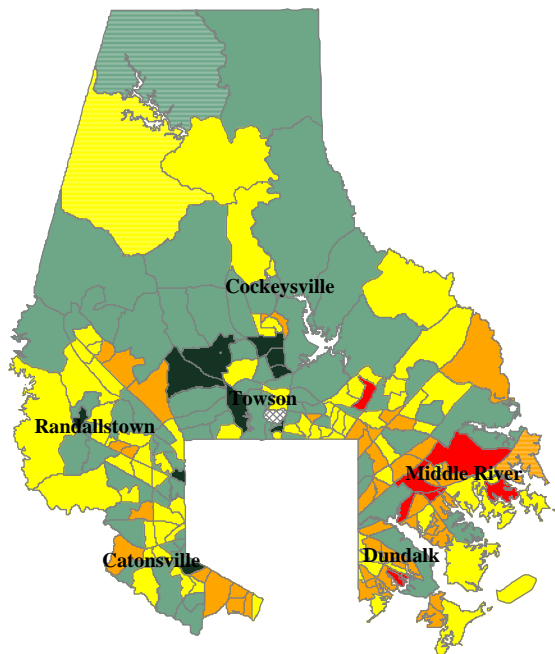 Cockeysville
Towson
Randallstown
Middle River
Catonsville
Dundalk